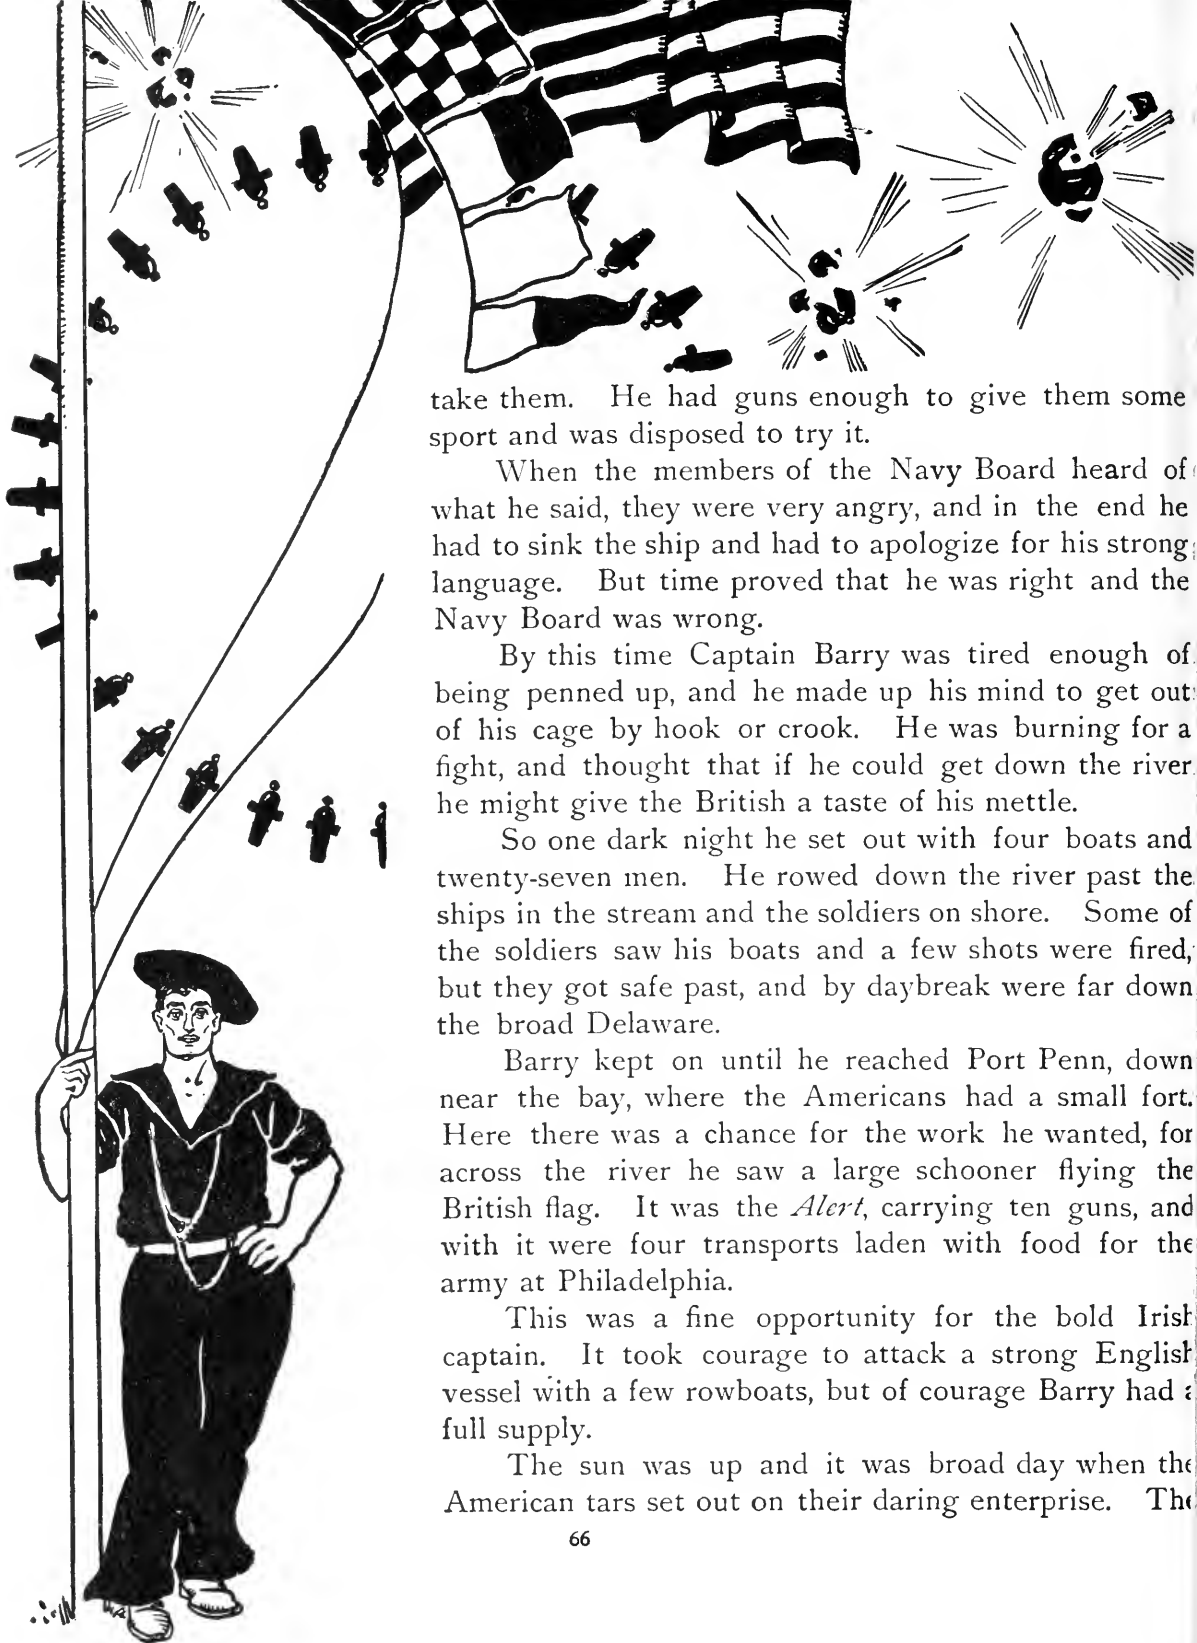 take them. He had guns enough to give them some
sport and was disposed to try it.
When the members of the Navy Board heard of
what he said, they were very angry, and in the end he
had to sink the ship and had to apologize for his strong
language. But time proved that he was right and the
Navy Board was wrong.
By this time Captain Barry was tired enough of
being penned up, and he made up his mind to get out
of his cage by hook or crook. He was burning for a
fight, and thought that if he could get down the river
he might give the British a taste of his mettle.
So one dark night he set out with four boats and
twenty-seven men. He rowed down the river past the
ships in the stream and the soldiers on shore. Some of
the soldiers saw his boats and a few shots were fired,
but they got safe past, and by daybreak were far down
the broad Delaware.
Barry kept on until he reached Port Penn, down
near the bay, where the Americans had a small fort.
Here there was a chance for the work he wanted, for
across the river he saw a large schooner flying the
British flag. It was the Alert, carrying ten guns, and
with it were four transports laden with food for the
army at Philadelphia.
This was a fine opportunity for the bold Irish
captain. It took courage to attack a strong English
vessel with a few rowboats, but of courage Barry had a
full supply.
The sun was up and it was broad day when the
American tars set out on their daring enterprise. The
66